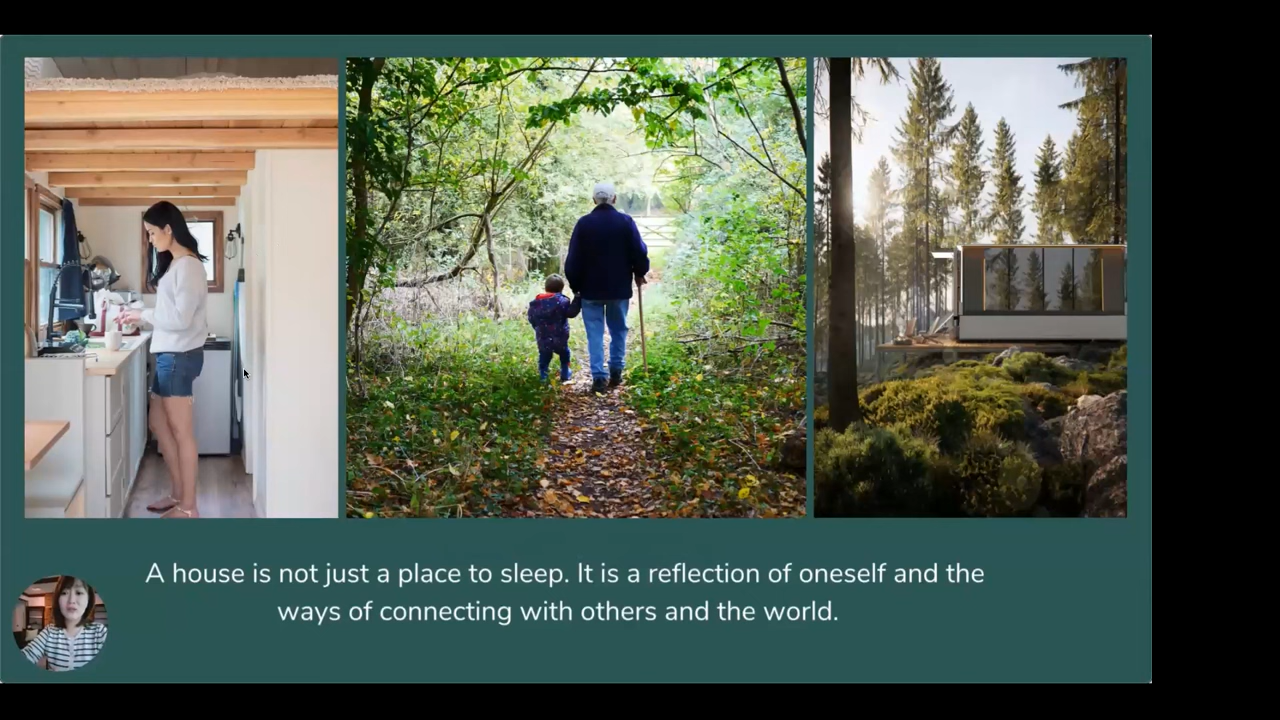 A house is not just a place to sleep. It is a reflection of oneself and the
ways of connecting with others and the world.